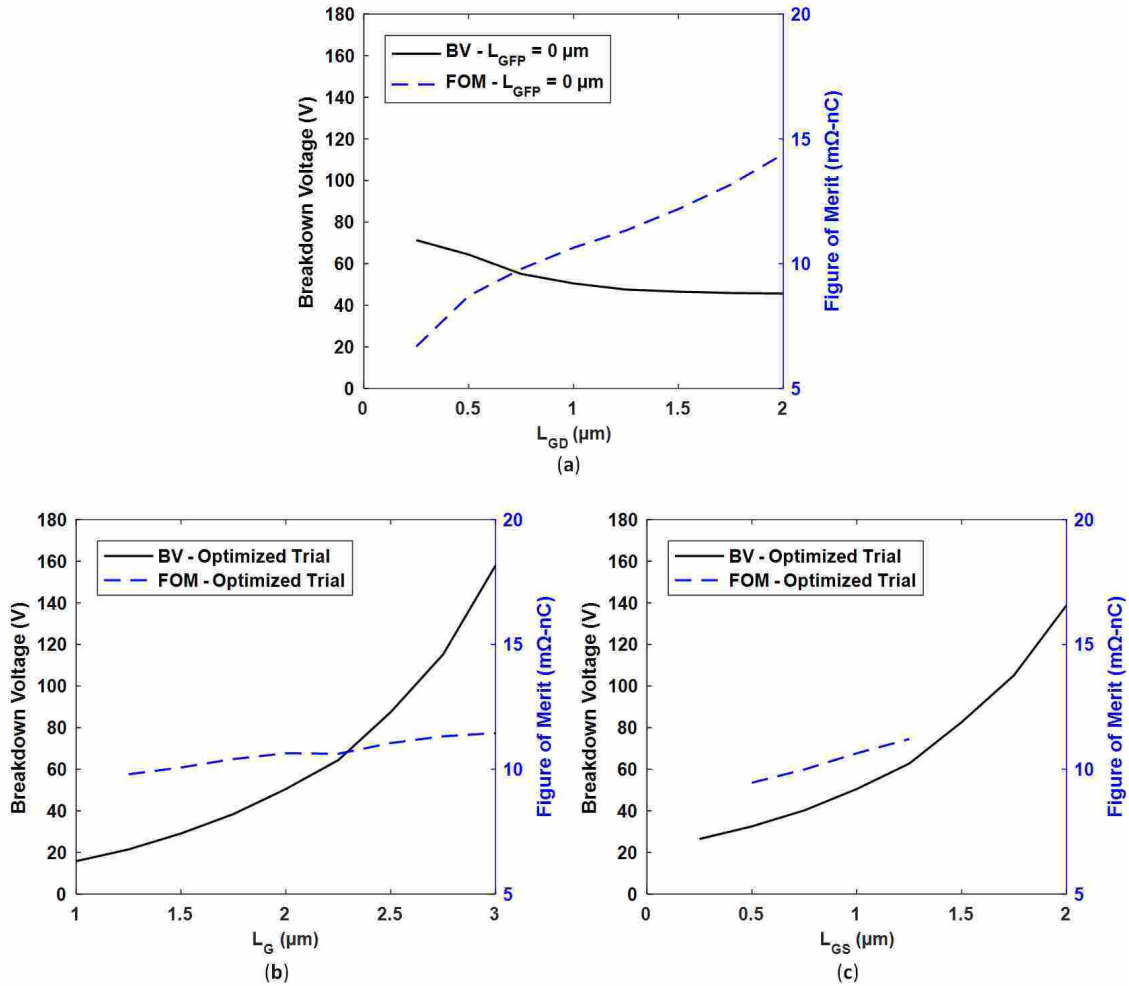 180
160
140
120
100
80
60
40
20
0
Breakdown Voltage (V)
BV - LGFP = 0 µm
FOM - LGFP = 0 µm
20
15
10
5
Figure of Merit (mΩ-nC)
0 0.5 1 1.5 2
LGD (µm)
(a)
180
160
140
120
100
80
60
40
20
0
Breakdown Voltage (V)
BV - Optimized Trial
FOM - Optimized Trial
20
15
10
5
Figure of Merit (mΩ-nC)
1 1.5 2 2.5 3
LG (µm)
(b)
180
160
140
120
100
80
60
40
20
0
Breakdown Voltage (V)
BV - Optimized Trial
FOM - Optimized Trial
20
15
10
5
Figure of Merit (mΩ-nC)
0 0.5 1 1.5 2
LGS (µm)
(c)